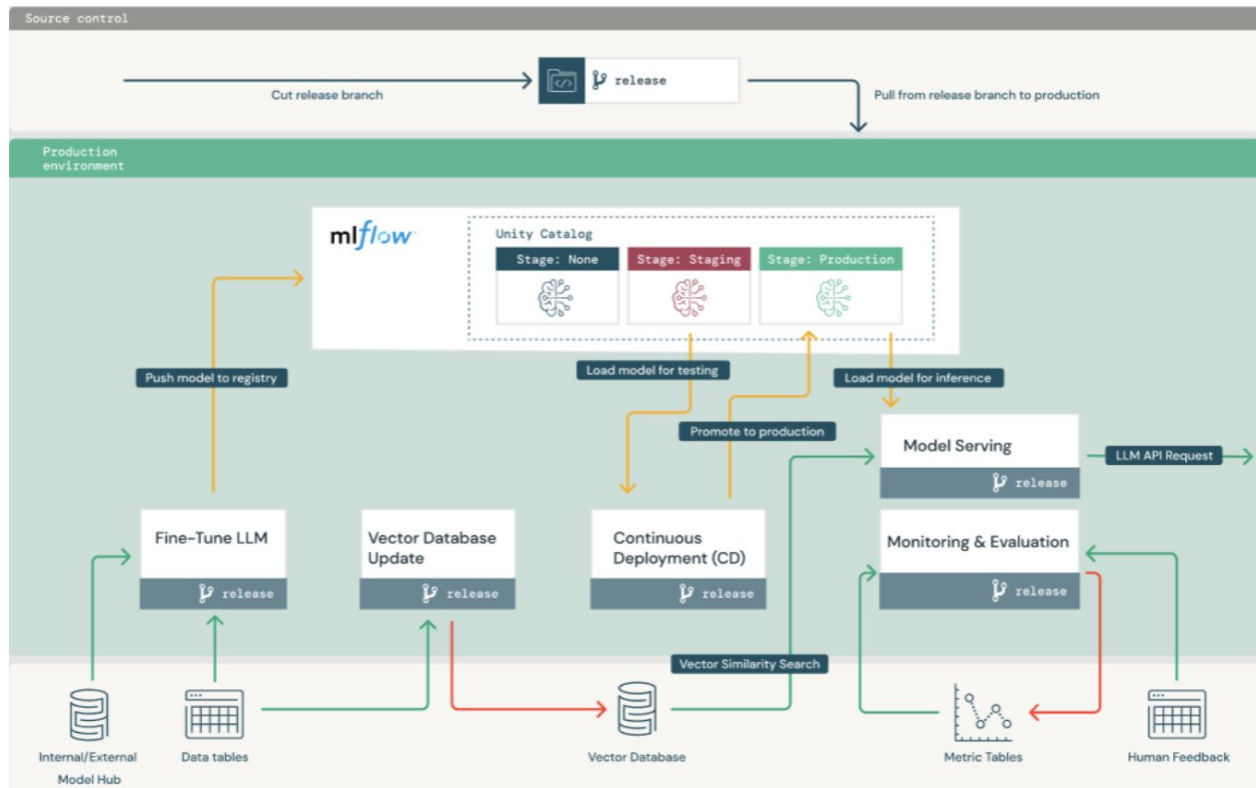 Source control
release
Cut release branch
Pull from release branch to production
Production
environment
mlflow
Unity Catalog
Stage: None
Stage: Staging
Stage: Production
Push model to registry
Load model for testing
Load model for inference
Promote to production
Model Serving
release
LLM API Request
Fine-Tune LLM
release
Vector Database
Update
release
Continuous
Deployment (CD)
release
Monitoring & Evaluation
release
Vector Similarity Search
Internal/External
Model Hub
Data tables
Vector Database
Metric Tables
Human Feedback